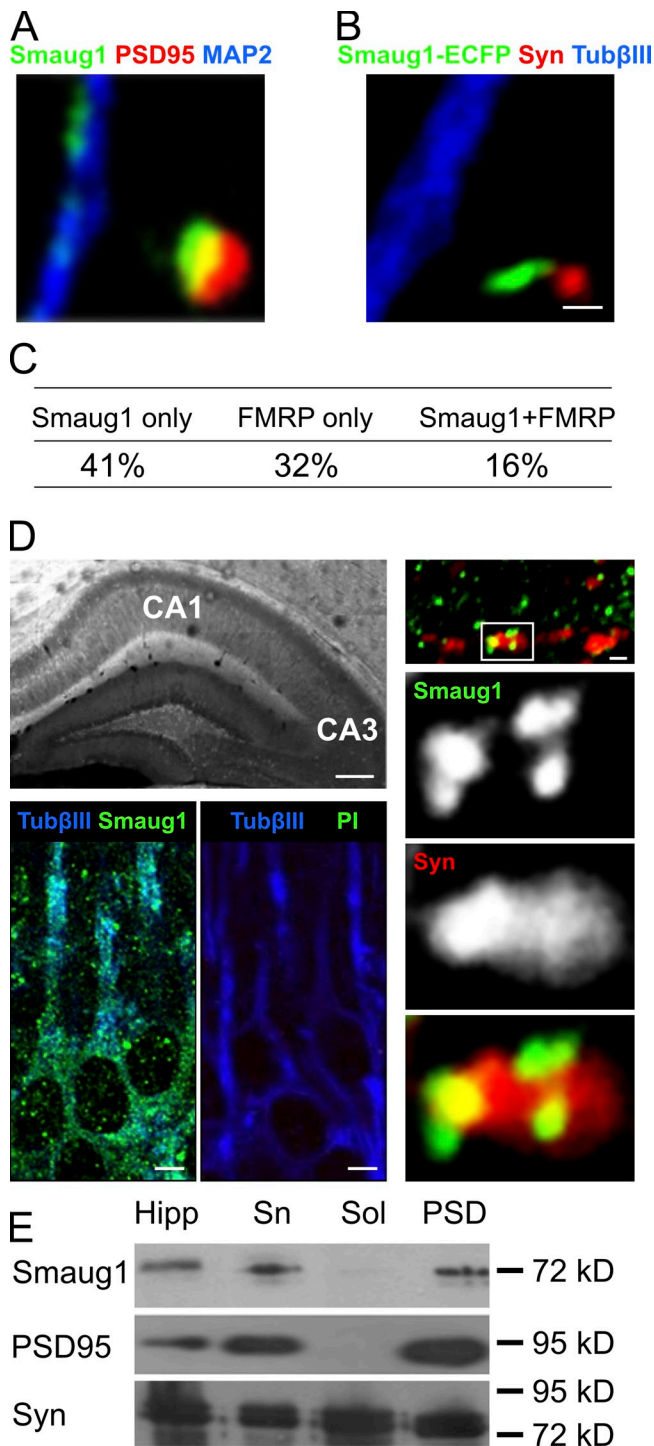 A
Smaug1 PSD95 MAP2
B
Smaug1-ECFP Syn TubβIII
C
Smaug1 only FMRP only Smaug1+FMRP
41% 32% 16%
D
CA1
CA3
TubβIII Smaug1
TubβIII PI
Smaug1
Syn
E
Hipp Sn Sol PSD
Smaug1
72 kD
PSD95
95 kD
Syn
95 kD
72 kD